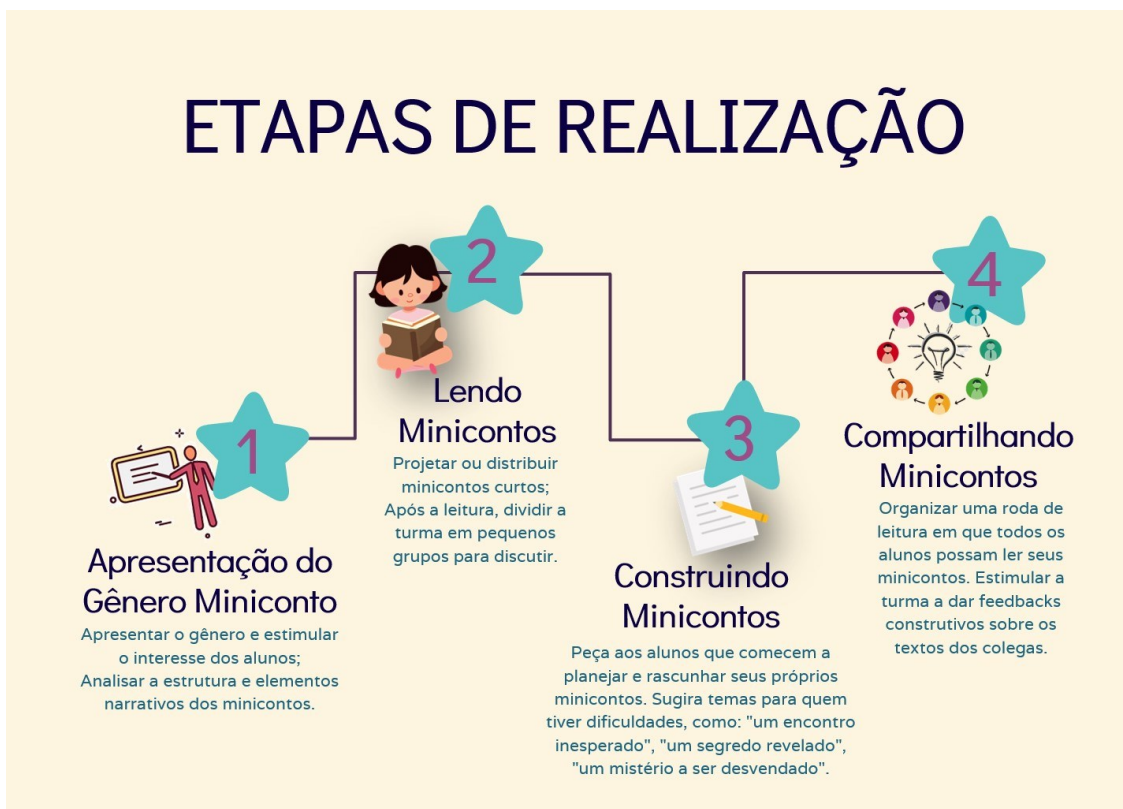 ETAPAS DE REALIZAÇÃO
1
Apresentação do
Gênero Miniconto
Apresentar o gênero e estimular
o interesse dos alunos;
Analisar a estrutura e elementos
narrativos dos minicontos.
2
Lendo
Minicontos
Projetar ou distribuir
minicontos curtos;
Após a leitura, dividir a
turma em pequenos
grupos para discutir.
3
Construindo
Minicontos
Peça aos alunos que comecem a
planejar e rascunhar seus próprios
minicontos. Sugira temas para quem
tiver dificuldades, como: "um encontro
inesperado", "um segredo revelado",
"um mistério a ser desvendado".
4
Compartilhando
Minicontos
Organizar uma roda de
leitura em que todos os
alunos possam ler seus
minicontos. Estimular a
turma a dar feedbacks
construtivos sobre os
textos dos colegas.